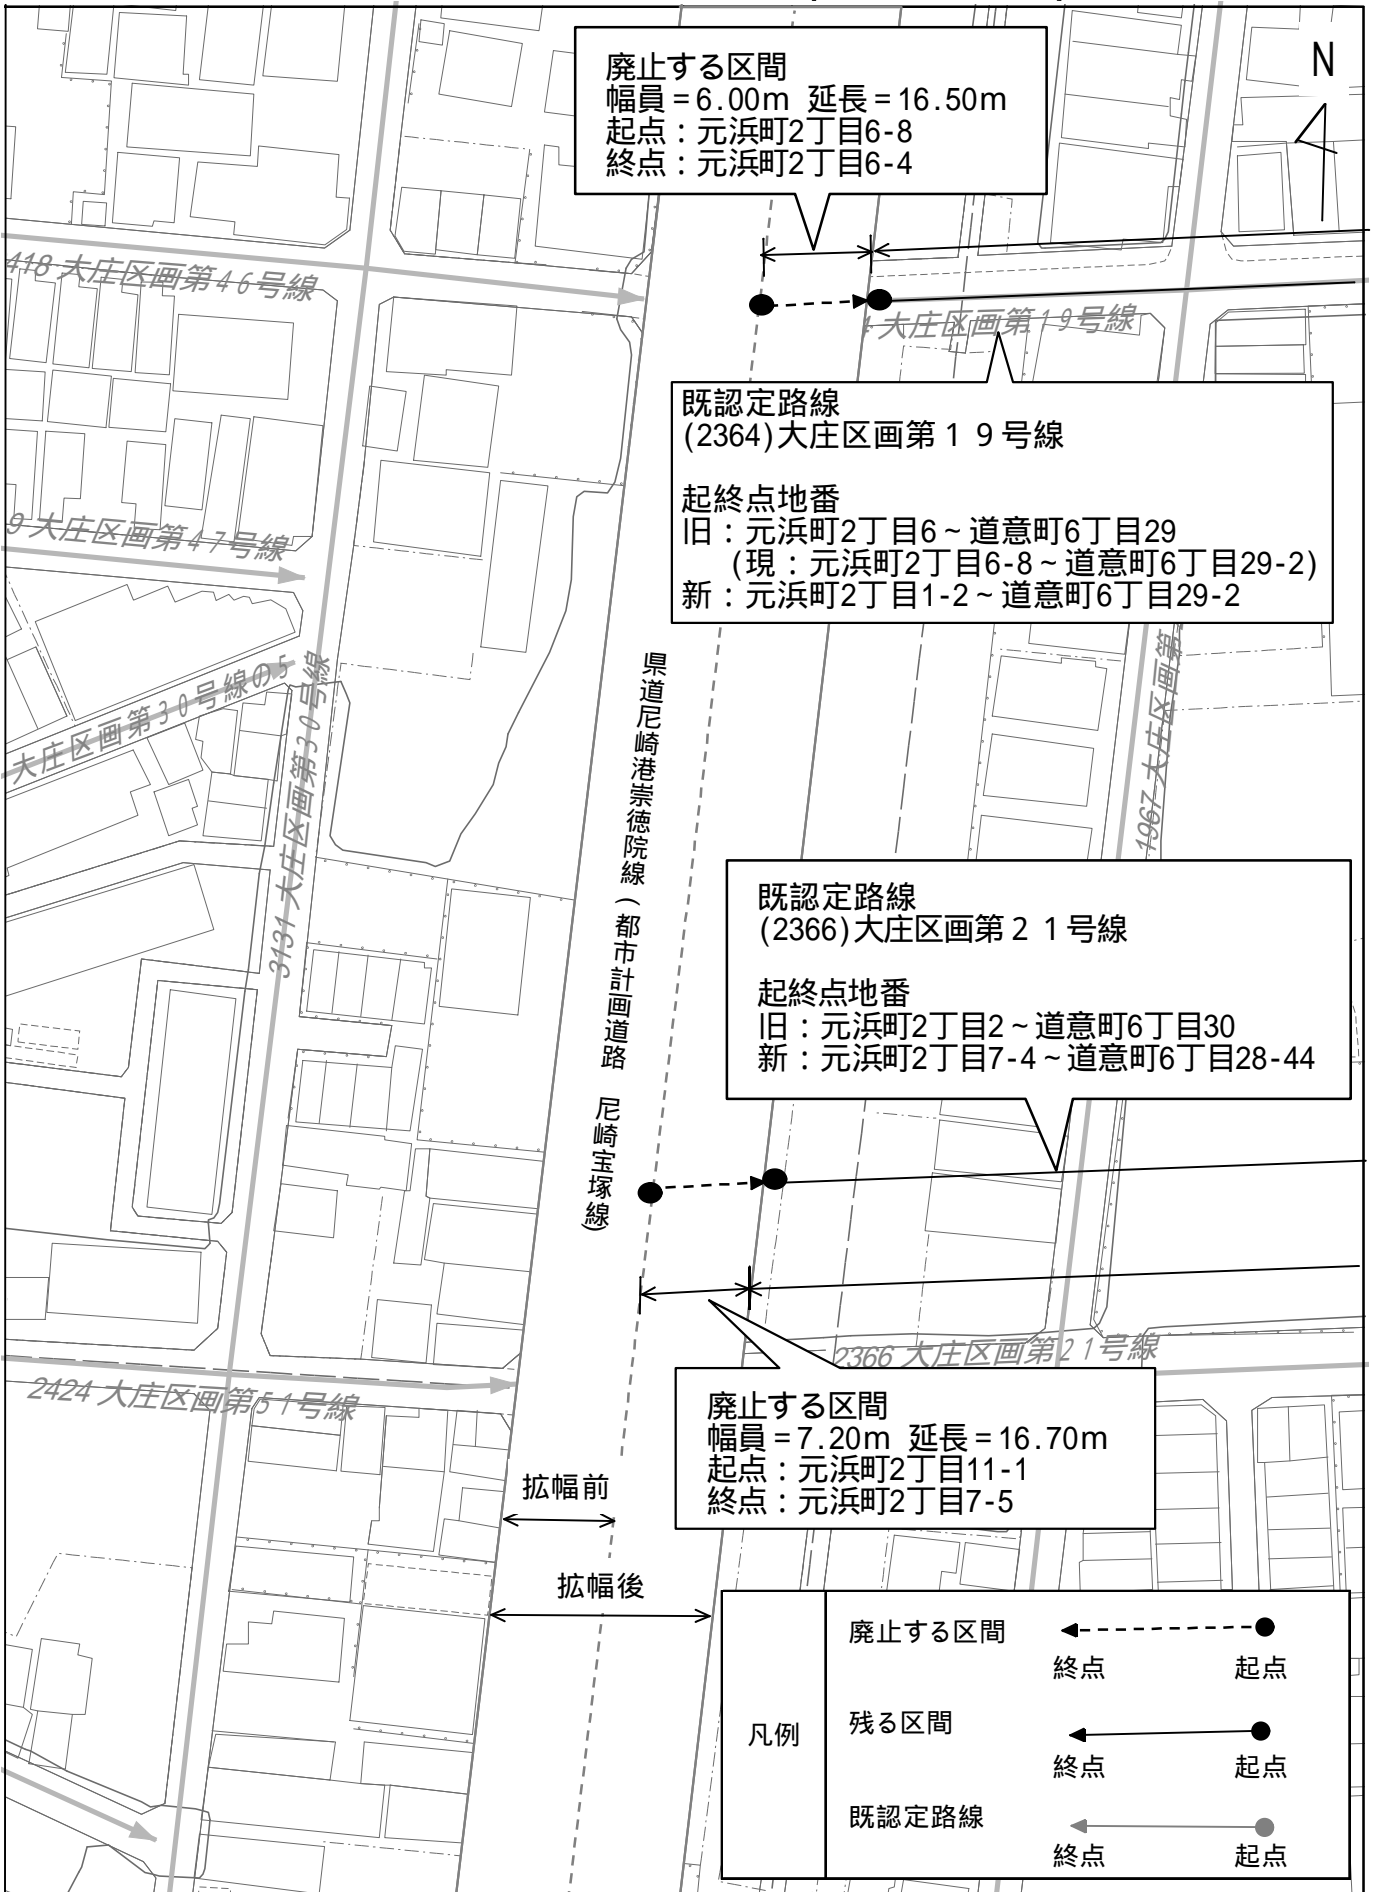 廃止する区間
幅員=6.00m 延長=16.50m
起点：元浜町2丁目6-8
終点：元浜町2丁目6-4
N
418 大庄区画第46号線
4 大庄区画第19号線
既認定路線
(2364)大庄区画第19号線
起終点地番
旧：元浜町2丁目6~道意町6丁目29
(現：元浜町2丁目6-8~道意町6丁目29-2)
新：元浜町2丁目1-2~道意町6丁目29-2
9 大庄区画第47号線
大庄区画第30号線の5
3131 大庄区画第30号線
県道尼崎港崇徳院線(都市計画道路 尼崎宝塚線)
1967 大庄区画第
既認定路線
(2366)大庄区画第21号線
起終点地番
旧：元浜町2丁目2~道意町6丁目30
新：元浜町2丁目7-4~道意町6丁目28-44
2366 大庄区画第21号線
2424 大庄区画第51号線
廃止する区間
幅員=7.20m 延長=16.70m
起点：元浜町2丁目11-1
終点：元浜町2丁目7-5
拡幅前
拡幅後
凡例
廃止する区間
終点 起点
残る区間
終点 起点
既認定路線
終点 起点